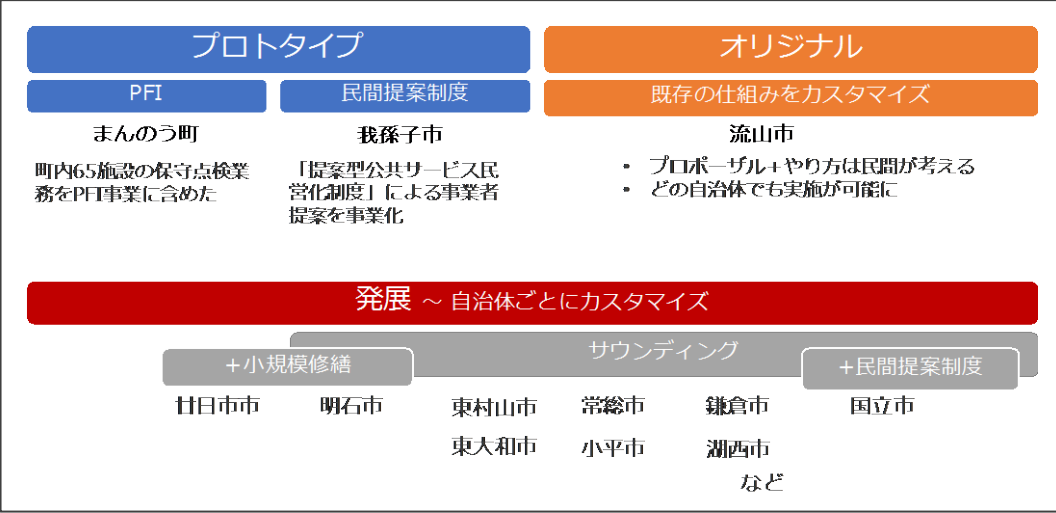 プロトタイプ
オリジナル
PFI
民間提案制度
既存の仕組みをカスタマイズ
まんのう町
我孫子市
流山市
町内65施設の保守点検業
務をPFI事業に含めた
「提案型公共サービス民
営化制度」による事業者
提案を事業化
• プロポーザル+やり方は民間が考える
• どの自治体でも実施が可能に
発展 ～ 自治体ごとにカスタマイズ
サウンディング
+小規模修繕
+民間提案制度
廿日市市
明石市
東村山市
常総市
鎌倉市
国立市
東大和市
小平市
湖西市
など